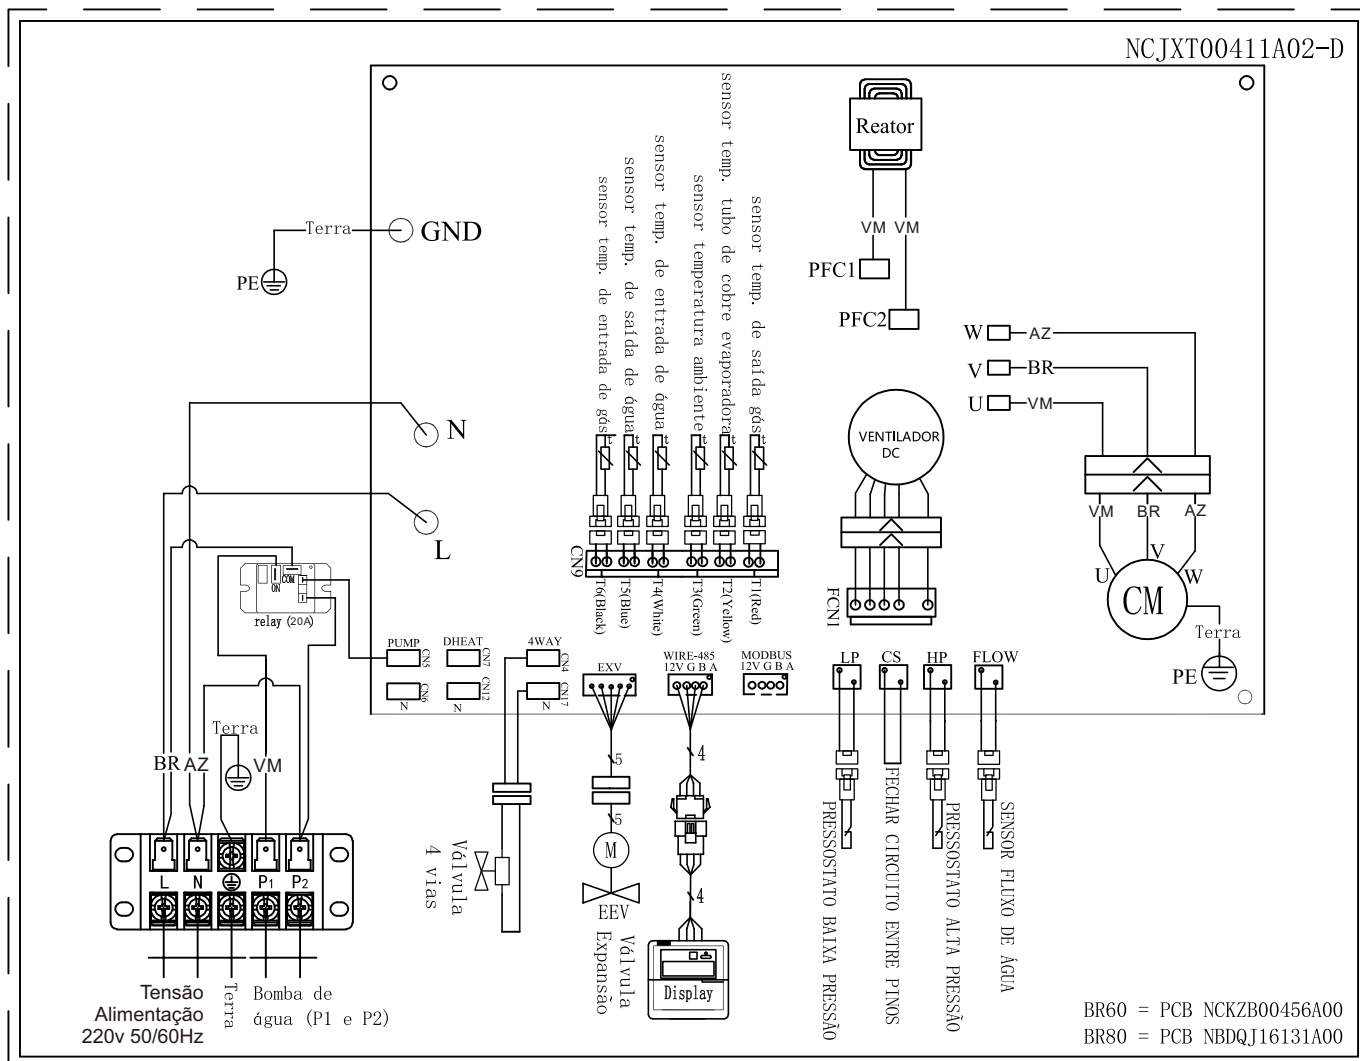 NCJXT00411A02-D
Reator
VM
VM
PFC1
PFC2
Terra
GND
PE
sensor temp. de entrada de gás
sensor temp. de saída de água
sensor temp. de entrada de água
sensor temperatura ambiente
sensor temp. tubo de cobre evaporadora
sensor temp. de saída gás
t
t
t
t
t
t
W
AZ
V
BR
U
VM
N
L
VENTILADOR
DC
VM
BR
AZ
U
V
W
CM
Terra
PE
CN9
T6(Black)
T5(Blue)
T4(White)
T3(Green)
T2(Yellow)
T1(Red)
FCN1
COM
ON
relay (20A)
PUMP
CN5
DHEAT
CN7
4WAY
CN4
CN6
N
CN12
N
CN17
N
EXV
WIRE-485
12V G B A
MODBUS
12V G B A
LP
CS
HP
FLOW
5
5
4
4
M
EEV
Válvula
Expansão
Válvula
4 vias
Display
PRESSOSTATO BAIXA PRESSÃO
FECHAR CIRCUITO ENTRE PINOS
PRESSOSTATO ALTA PRESSÃO
SENSOR FLUXO DE ÁGUA
BR
AZ
Terra
VM
L
N
P1
P2
Tensão
Alimentação
220v 50/60Hz
Terra
Bomba de
água (P1 e P2)
BR60 = PCB NCKZB00456A00
BR80 = PCB NBDQJ16131A00